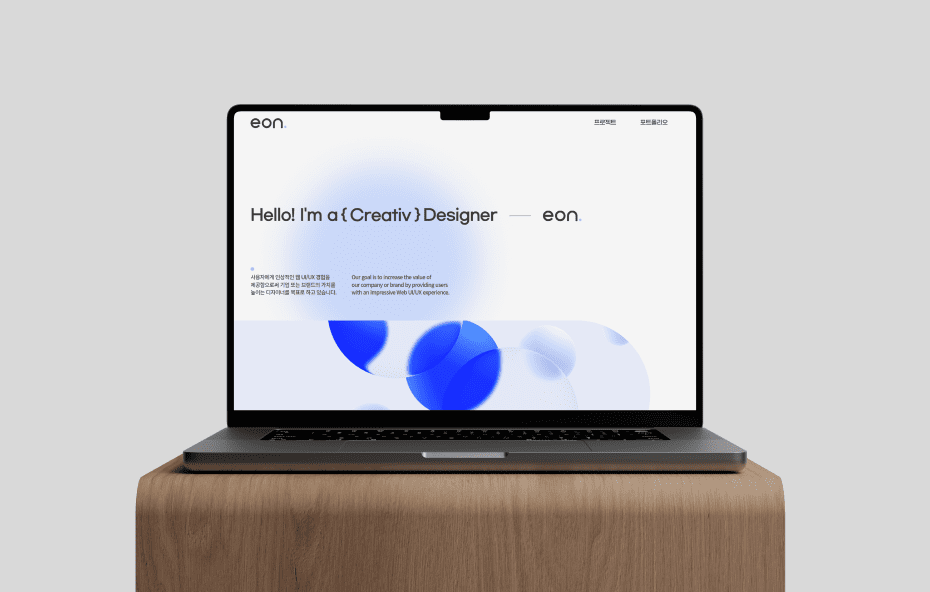 eon.
프로젝트
포트폴리오
Hello! I'm a { Creativ } Designer
eon.
사용자에게 인상적인 웹 UI/UX 경험을
제공함으로써 기업 또는 브랜드의 가치를
높이는 디자이너를 목표로 하고 있습니다.
Our goal is to increase the value of
our company or brand by providing users
with an impressive Web UI/UX experience.